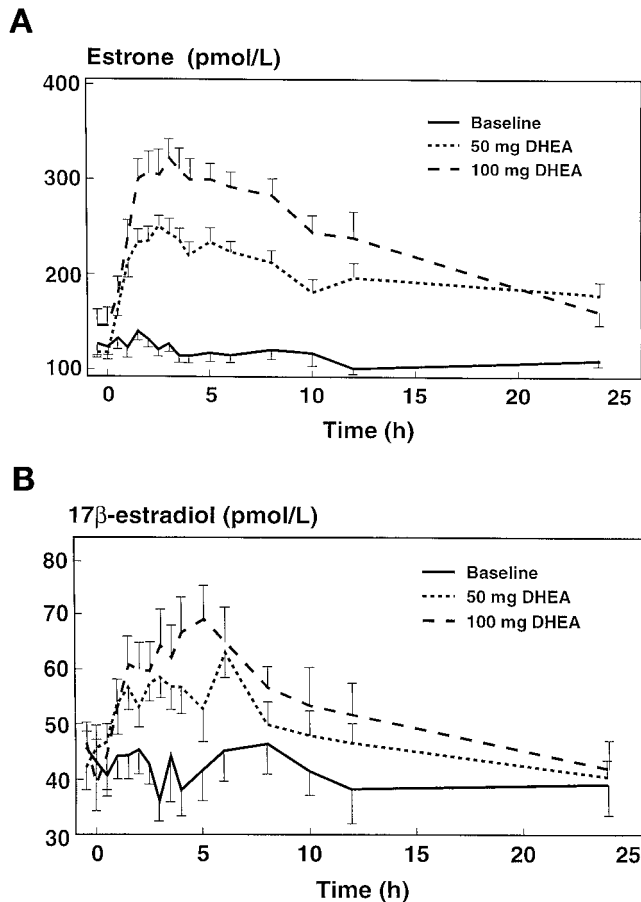 A
Estrone (pmol/L)
400
300
200
100
Baseline
50 mg DHEA
100 mg DHEA
0 5 10 15 20 25
Time (h)
B
17β-estradiol (pmol/L)
80
70
60
50
40
30
Baseline
50 mg DHEA
100 mg DHEA
0 5 10 15 20 25
Time (h)